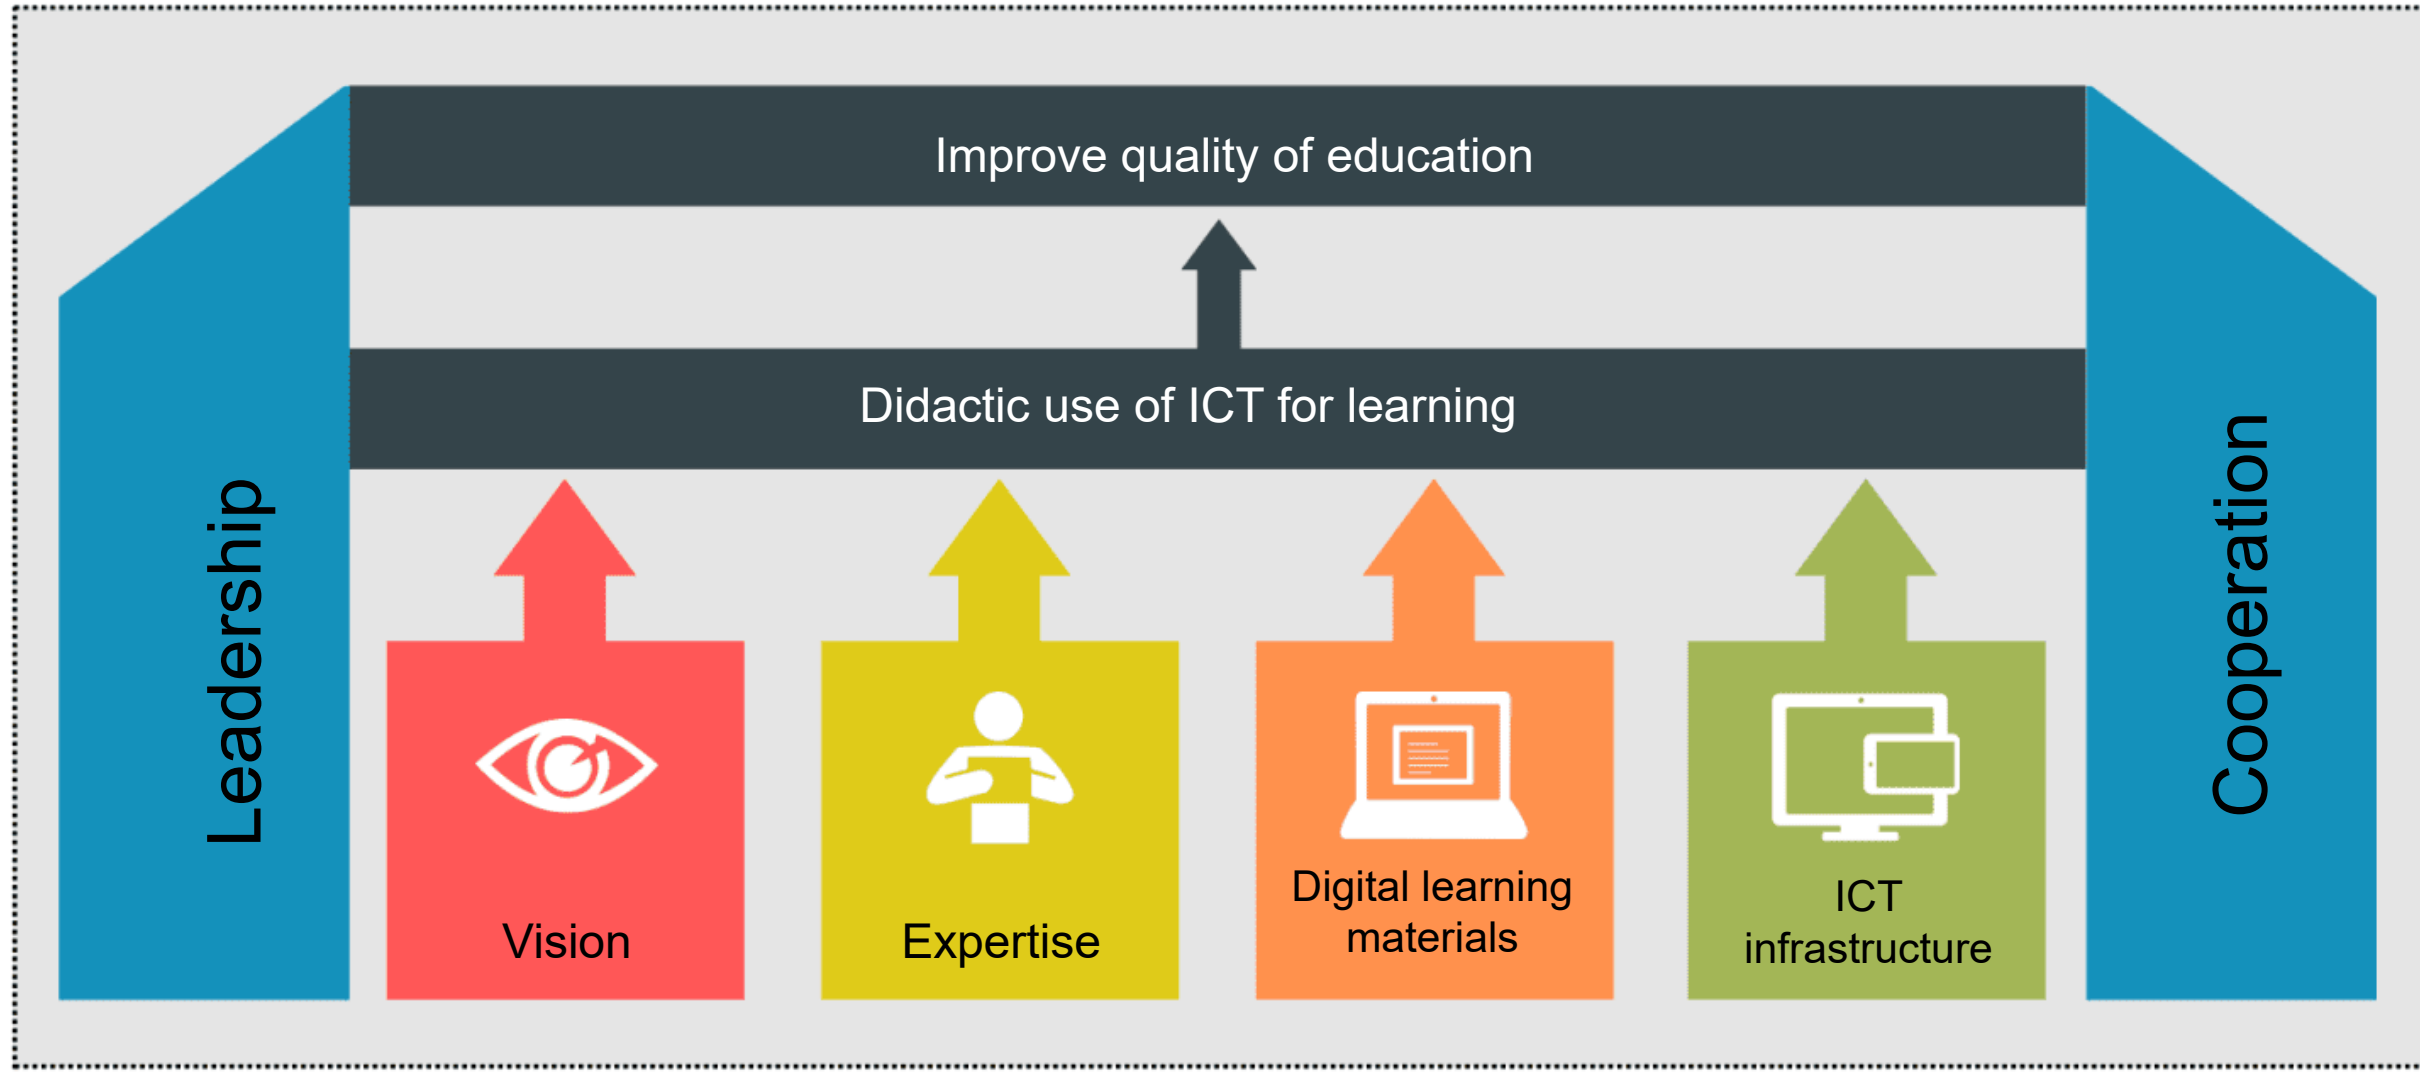 Improve quality of education
Didactic use of ICT for learning
Leadership
Cooperation
Vision
Expertise
Digital learning
materials
ICT
infrastructure